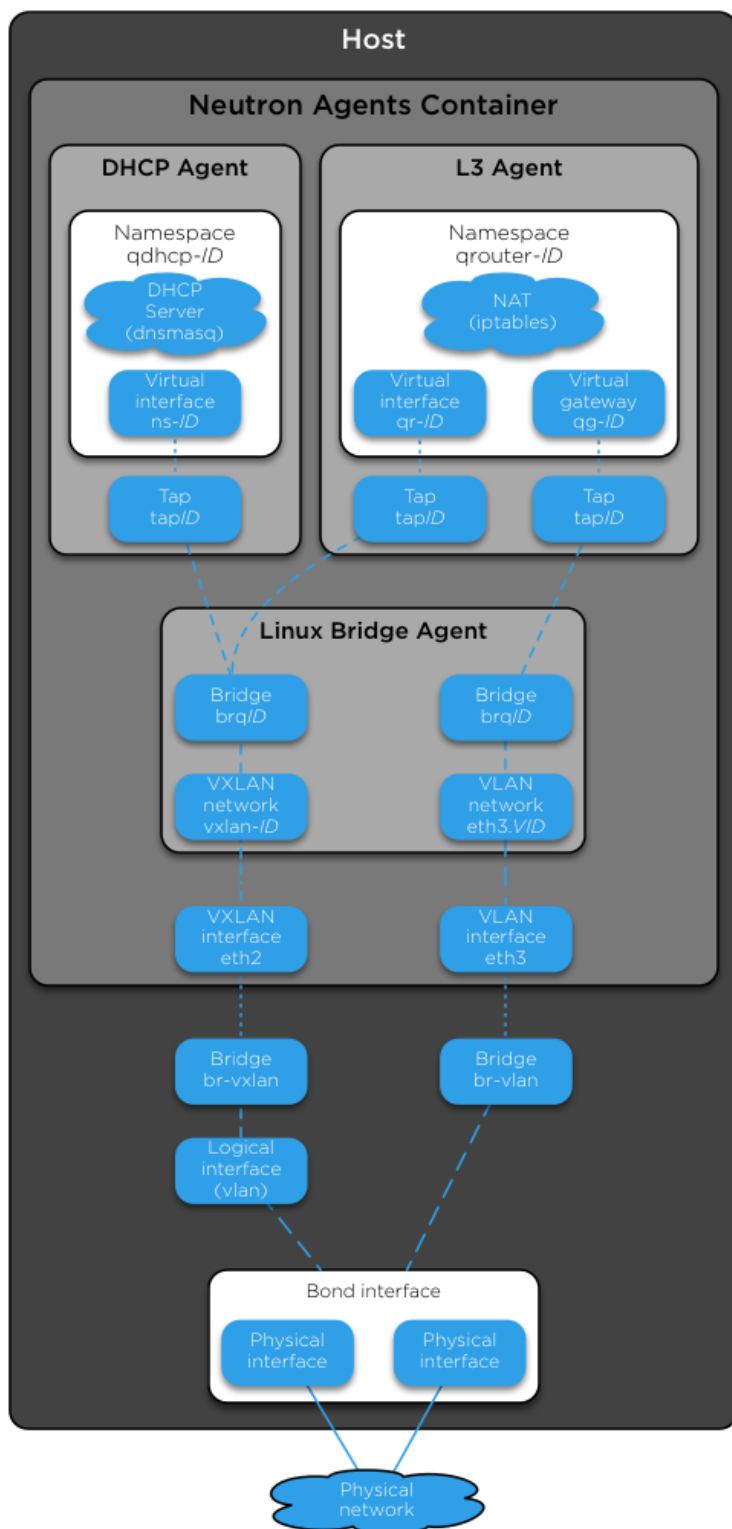 Host
Neutron Agents Container
DHCP Agent
L3 Agent
Namespace
qdhcp-ID
Namespace
qrouter-ID
DHCP
Server
(dnsmasq)
NAT
(iptables)
Virtual
interface
ns-ID
Virtual
interface
qr-ID
Virtual
gateway
qg-ID
Tap
tapID
Tap
tapID
Tap
tapID
Linux Bridge Agent
Bridge
brqID
Bridge
brqID
VXLAN
network
vxlan-ID
VLAN
network
eth3.VID
VXLAN
interface
eth2
VLAN
interface
eth3
Bridge
br-vxlan
Bridge
br-vlan
Logical
interface
(vlan)
Bond interface
Physical
interface
Physical
interface
Physical
network